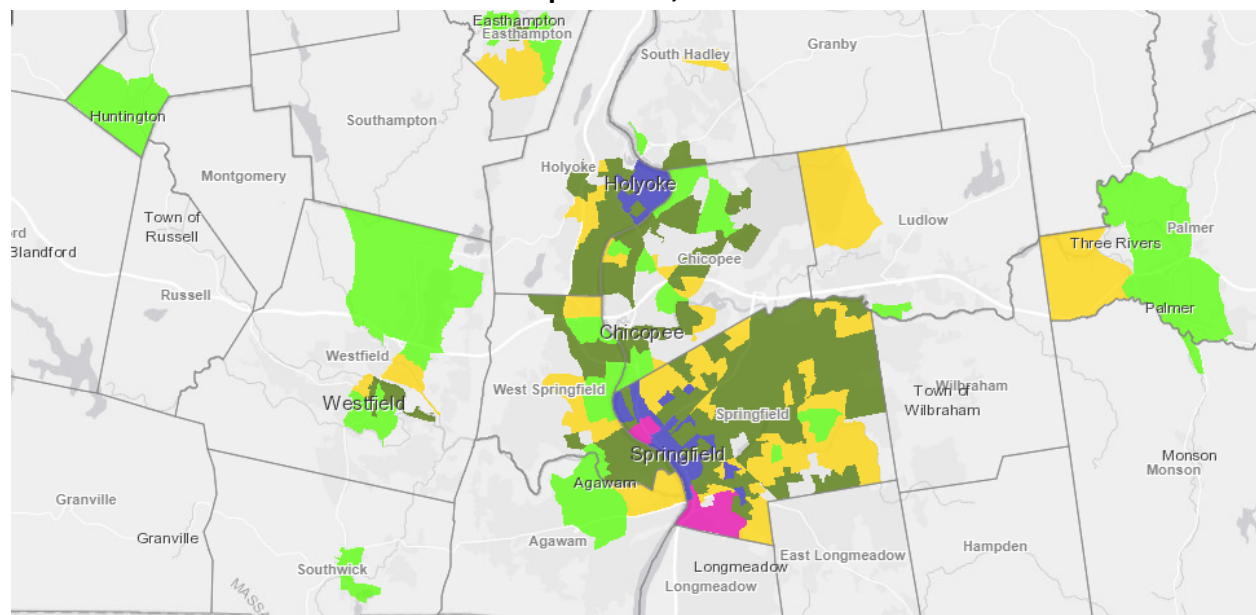 Easthampton
Easthampton
South Hadley
Granby
Huntington
Southampton
Holyoke
Holyoke
Montgomery
Ludlow
Town of
Russell
Palmer
Three Rivers
ord
Blandford
Chicopee
Russell
Palmer
Chicopee
Westfield
West Springfield
Wilbraham
Town of
Wilbraham
Westfield
Springfield
Springfield
Monson
Monson
Agawam
Granville
Granville
Agawam
Hampden
East Longmeadow
Longmeadow
Longmeadow
Southwick
MASSA